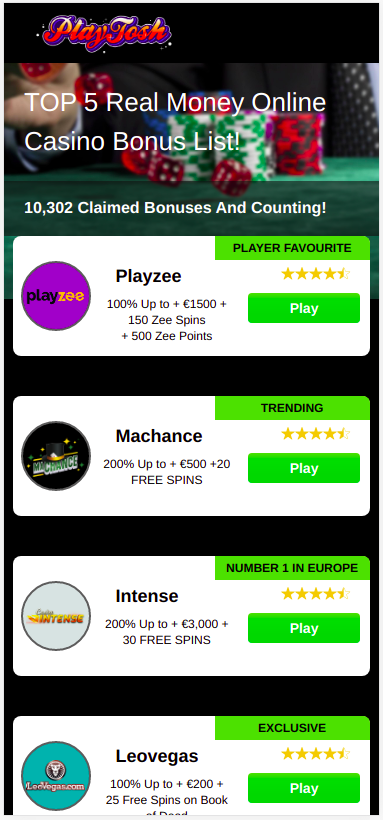 PlayTosh
TOP 5 Real Money Online
Casino Bonus List!
10,302 Claimed Bonuses And Counting!
PLAYER FAVOURITE
playzee
Playzee
100% Up to + €1500 +
150 Zee Spins
+ 500 Zee Points
Play
TRENDING
MACHANCE
Machance
200% Up to + €500 +20
FREE SPINS
Play
NUMBER 1 IN EUROPE
Casino
INTENSE
Intense
200% Up to + €3,000 +
30 FREE SPINS
Play
EXCLUSIVE
LeoVegas.com
Leovegas
100% Up to + €200 +
25 Free Spins on Book
of Dead
Play